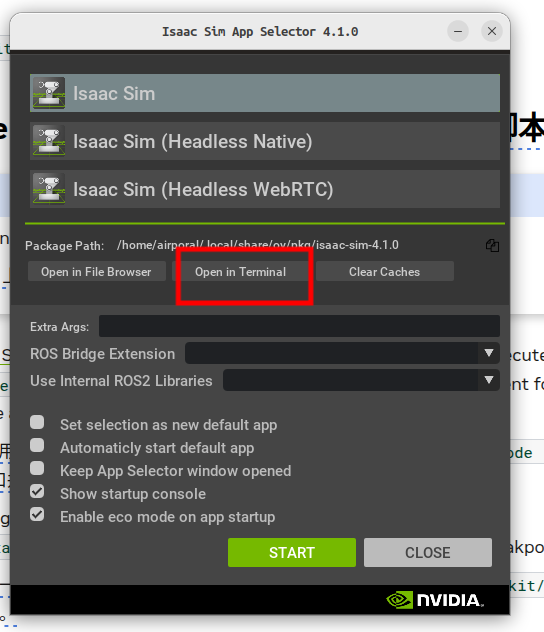 Isaac Sim App Selector 4.1.0
Isaac Sim
Isaac Sim (Headless Native)
Isaac Sim (Headless WebRTC)
Package Path: /home/airporal/.local/share/ov/pkg/isaac-sim-4.1.0
Open in File Browser Open in Terminal Clear Caches
Extra Args:
ROS Bridge Extension
Use Internal ROS2 Libraries
Set selection as new default app
Automaticly start default app
Keep App Selector window opened
Show startup console
Enable eco mode on app startup
START CLOSE
NVIDIA.